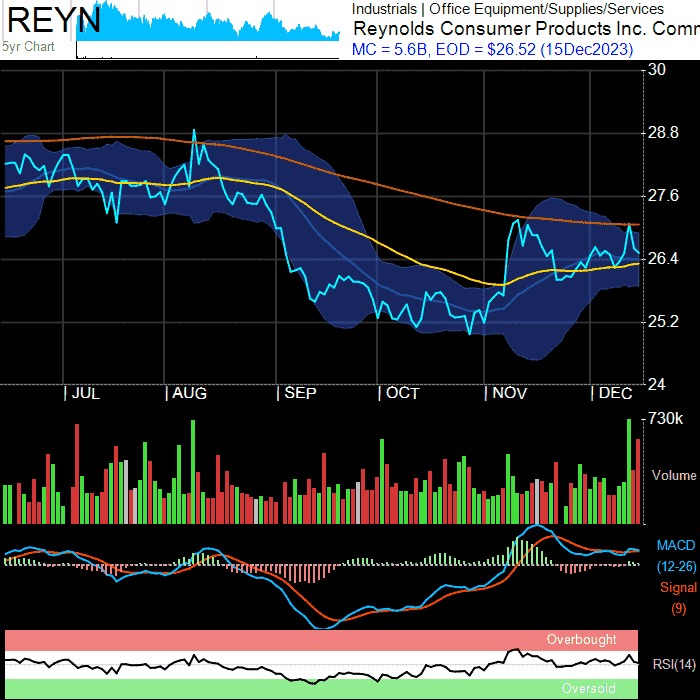 REYN
5yr Chart
Industrials | Office Equipment/Supplies/Services
Reynolds Consumer Products Inc. Comm
MC = 5.6B, EOD = $26.52 (15Dec2023)
30
28.8
27.6
26.4
25.2
24
| JUL | AUG | SEP | OCT | NOV | DEC
730k
Volume
MACD
(12-26)
Signal
(9)
Overbought
RSI(14)
Oversold